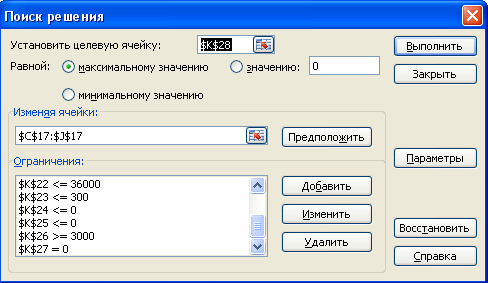 Поиск решения
Установить целевую ячейку: $K$28 Выполнить
Равной: максимальному значению значению: 0 Закрыть
минимальному значению
Изменяя ячейки:
$C$17:$J$17 Предположить
Ограничения: Параметры
$K$22 <= 36000 Добавить
$K$23 <= 300
$K$24 <= 0 Изменить
$K$25 <= 0 Восстановить
$K$26 >= 3000 Удалить
$K$27 = 0 Справка